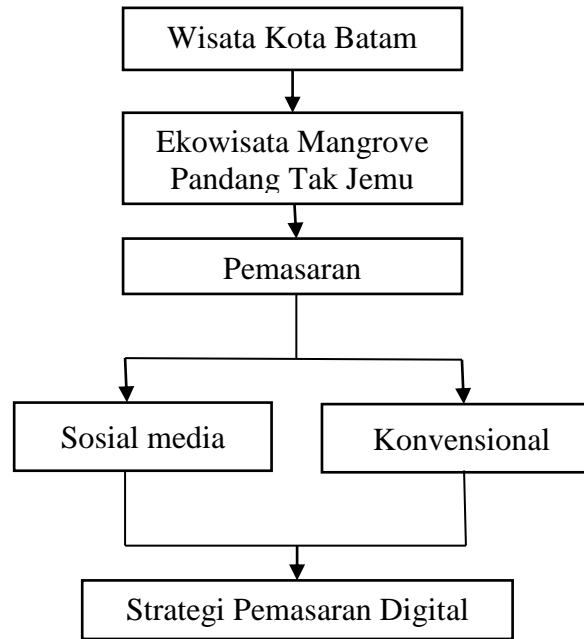 Wisata Kota Batam
Ekowisata Mangrove
Pandang Tak Jemu
Pemasaran
Sosial media
Konvensional
Strategi Pemasaran Digital